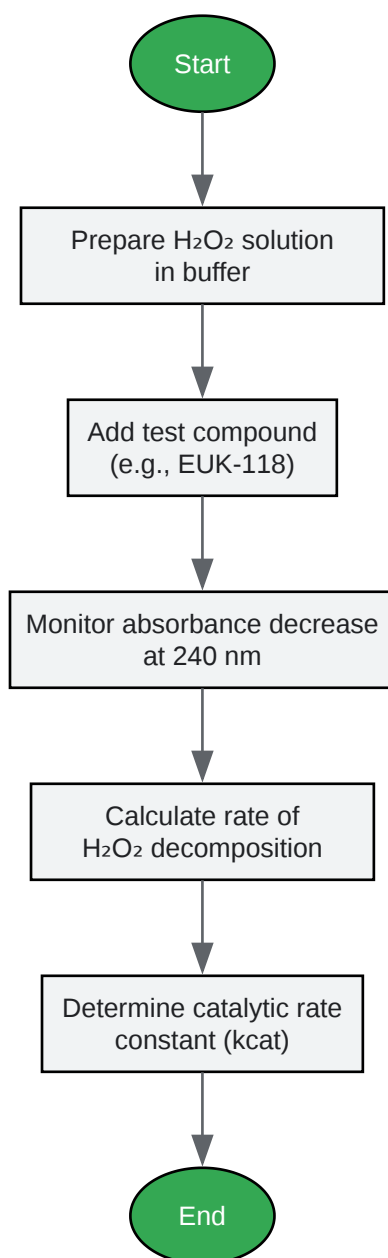 Start
Prepare H₂O₂ solution
in buffer
Add test compound
(e.g., EUK-118)
Monitor absorbance decrease
at 240 nm
Calculate rate of
H₂O₂ decomposition
Determine catalytic rate
constant (kcat)
End